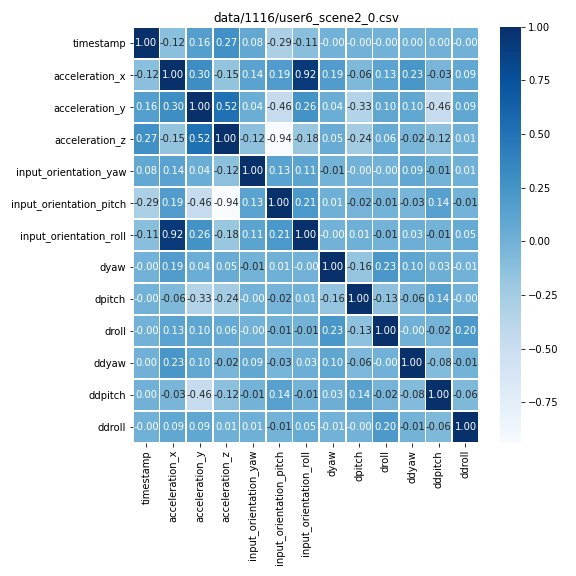 data/1116/user6_scene2_0.csv
timestamp 1.00 -0.12 0.16 0.27 0.08 -0.29 -0.11 -0.00 -0.00 -0.00 0.00 0.00 -0.00
acceleration_x -0.12 1.00 0.30 -0.15 0.14 0.19 0.92 0.19 -0.06 0.13 0.23 -0.03 0.09
acceleration_y 0.16 0.30 1.00 0.52 0.04 -0.46 0.26 0.04 -0.33 0.10 0.10 -0.46 0.09
acceleration_z 0.27 -0.15 0.52 1.00 -0.12 -0.94 -0.18 0.05 -0.24 0.06 -0.02 -0.12 0.01
input_orientation_yaw 0.08 0.14 0.04 -0.12 1.00 0.13 0.11 -0.01 -0.00 -0.00 0.09 -0.01 0.01
input_orientation_pitch -0.29 0.19 -0.46 -0.94 0.13 1.00 0.21 0.01 -0.02 -0.01 -0.03 0.14 -0.01
input_orientation_roll -0.11 0.92 0.26 -0.18 0.11 0.21 1.00 -0.00 0.01 -0.01 0.03 -0.01 0.05
dyaw -0.00 0.19 0.04 0.05 -0.01 0.01 -0.00 1.00 -0.16 0.23 0.10 0.03 -0.01
dpitch -0.00 -0.06 -0.33 -0.24 -0.00 -0.02 0.01 -0.16 1.00 -0.13 -0.06 0.14 -0.00
droll -0.00 0.13 0.10 0.06 -0.00 -0.01 -0.01 0.23 -0.13 1.00 -0.00 -0.02 0.20
ddyaw 0.00 0.23 0.10 -0.02 0.09 -0.03 0.03 0.10 -0.06 -0.00 1.00 -0.08 -0.01
ddpitch 0.00 -0.03 -0.46 -0.12 -0.01 0.14 -0.01 0.03 0.14 -0.02 -0.08 1.00 -0.06
ddroll -0.00 0.09 0.09 0.01 0.01 -0.01 0.05 -0.01 -0.00 0.20 -0.01 -0.06 1.00
timestamp
acceleration_x
acceleration_y
acceleration_z
input_orientation_yaw
input_orientation_pitch
input_orientation_roll
dyaw
dpitch
droll
ddyaw
ddpitch
ddroll
1.00
0.75
0.50
0.25
0.00
-0.25
-0.50
-0.75